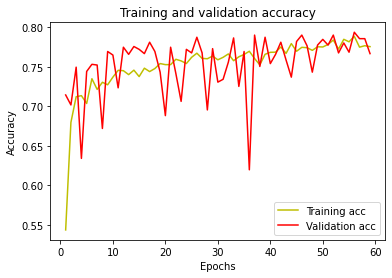 Training and validation accuracy
Accuracy
0.80
0.75
0.70
0.65
0.60
0.55
Training acc
Validation acc
0 10 20 30 40 50 60
Epochs